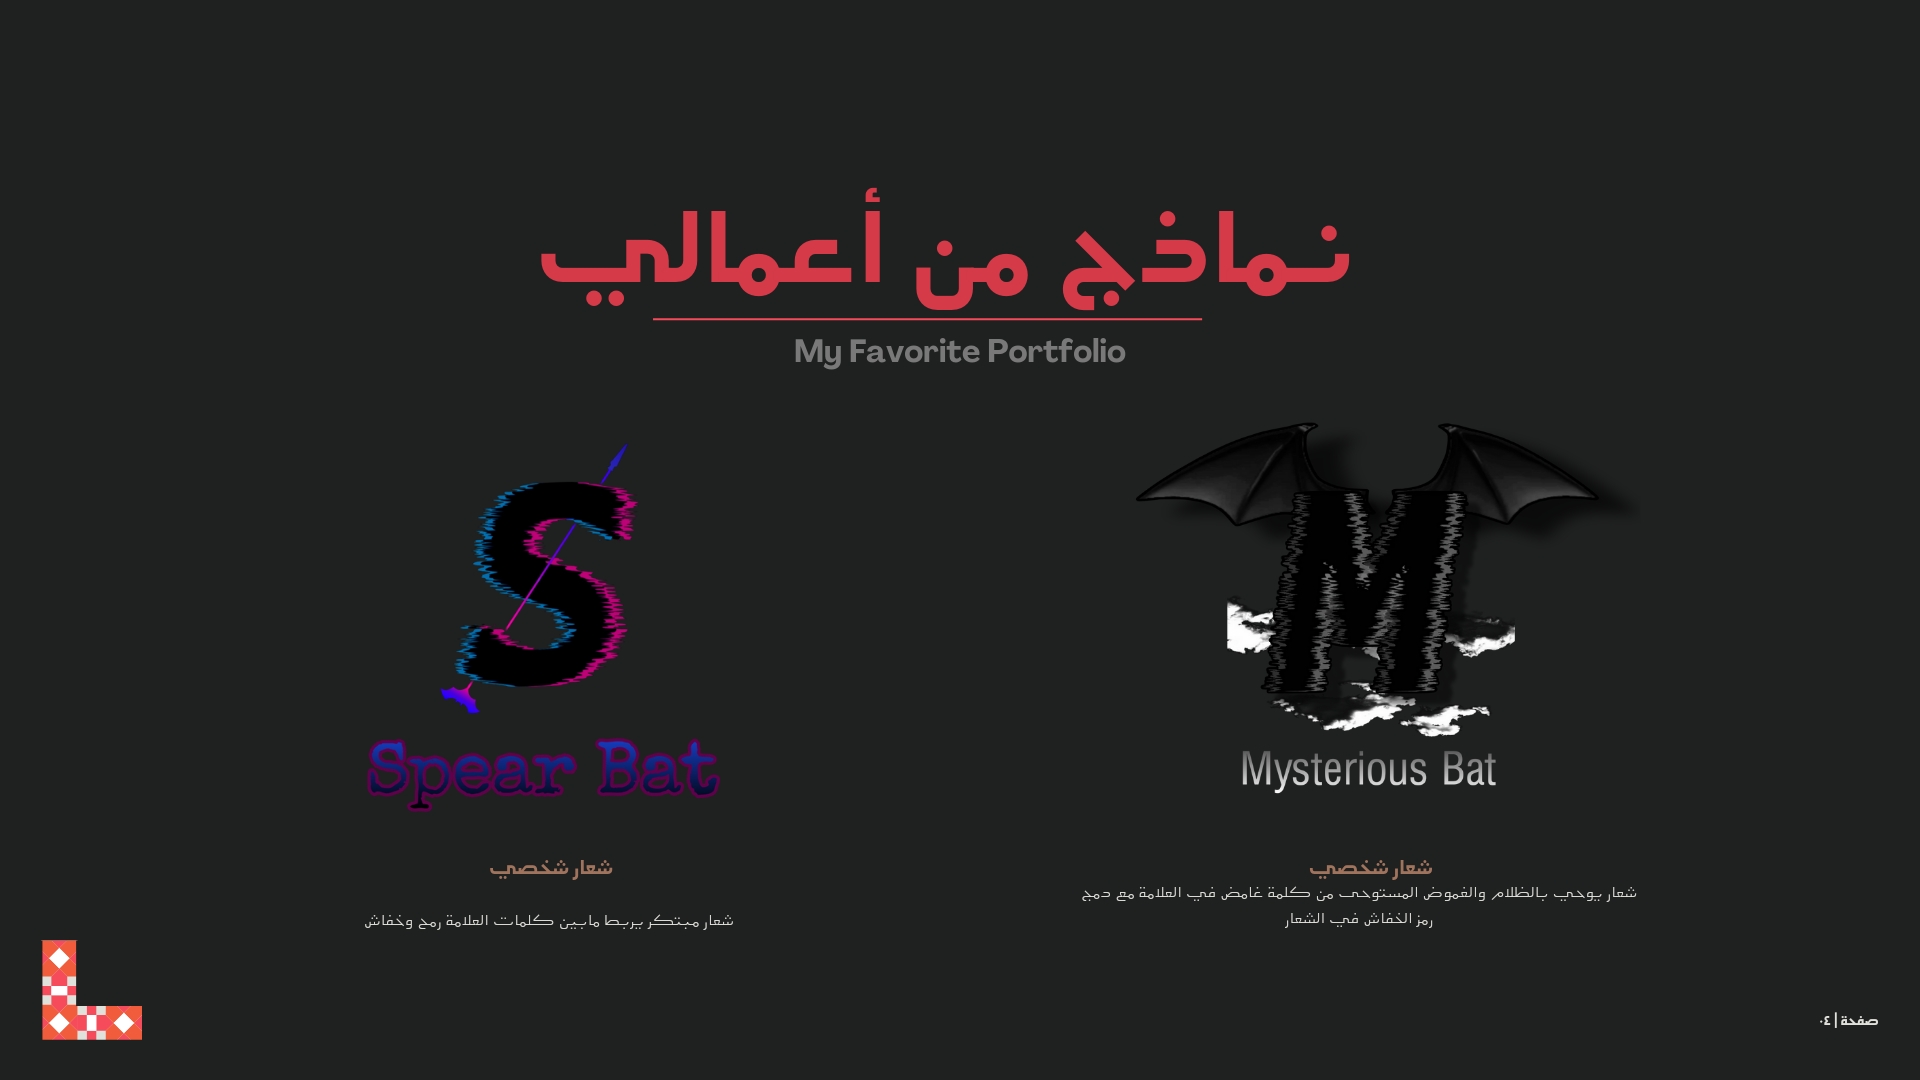 نماذج من أعمالي
My Favorite Portfolio
M
Mysterious Bat
شعار شخصي
شعار يوحي بالظلام والغموض المستوحى من كلمة غامض في العلامة مع دمج
رمز الخفاش في الشعار
S
Spear Bat
شعار شخصي
شعار مبتكر يربط مابين كلمات العلامة رمح وخفاش
صفحة | ٠٤